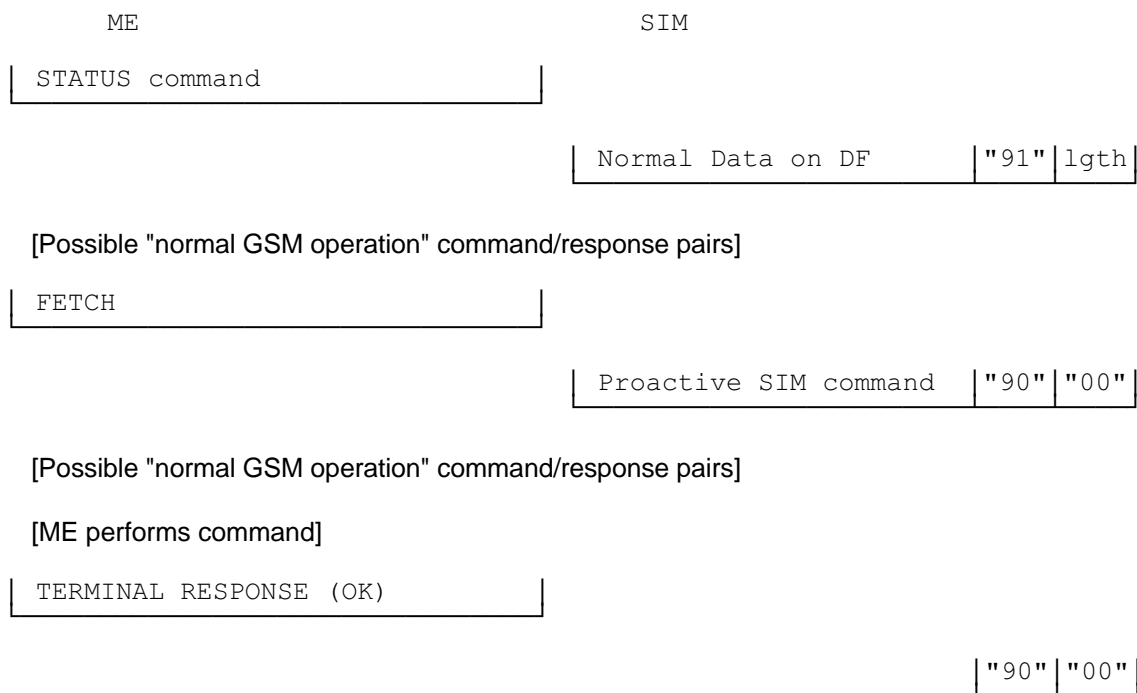 ME SIM
STATUS command
Normal Data on DF "91" lgth
[Possible "normal GSM operation" command/response pairs]
FETCH
Proactive SIM command "90" "00"
[Possible "normal GSM operation" command/response pairs]
[ME performs command]
TERMINAL RESPONSE (OK)
"90" "00"